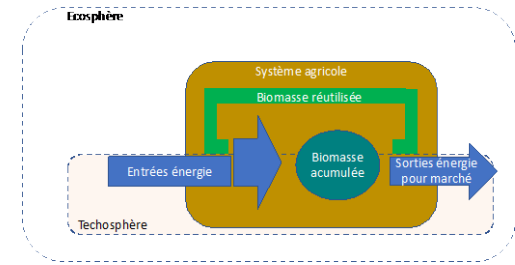 Ecosphère
Système agricole
Biomasse réutilisée
Entrées énergie
Biomasse
acumulée
Sorties énergie
pour marché
Techosphère